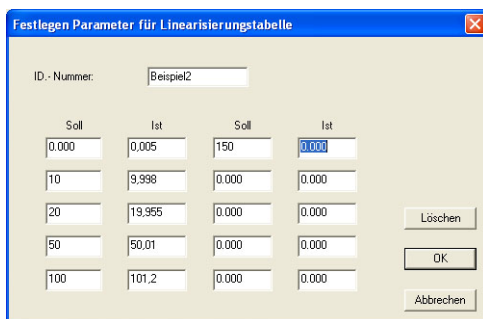 Festlegen Parameter für Linearisierungstabelle
ID.- Nummer: Beispiel2
Soll Ist Soll Ist
0.000 0,005 150 0.000
10 9,998 0.000 0.000
20 19,955 0.000 0.000
Löschen
50 50,01 0.000 0.000
OK
100 101,2 0.000 0.000
Abbrechen